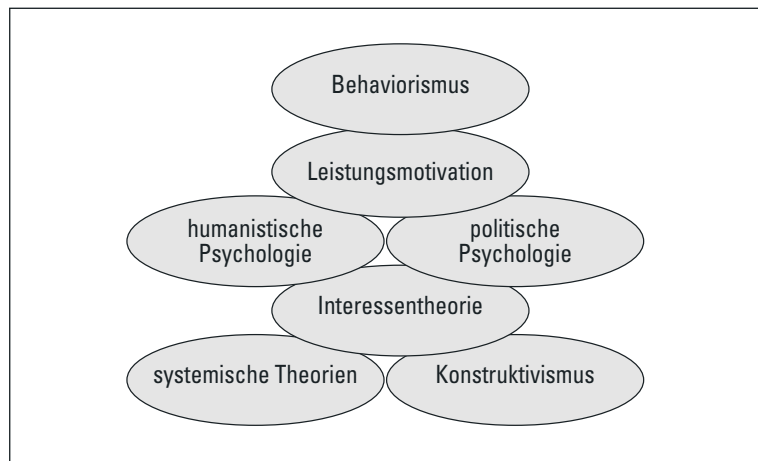 Behaviorismus
Leistungsmotivation
humanistische
Psychologie
politische
Psychologie
Interessentheorie
systemische Theorien
Konstruktivismus